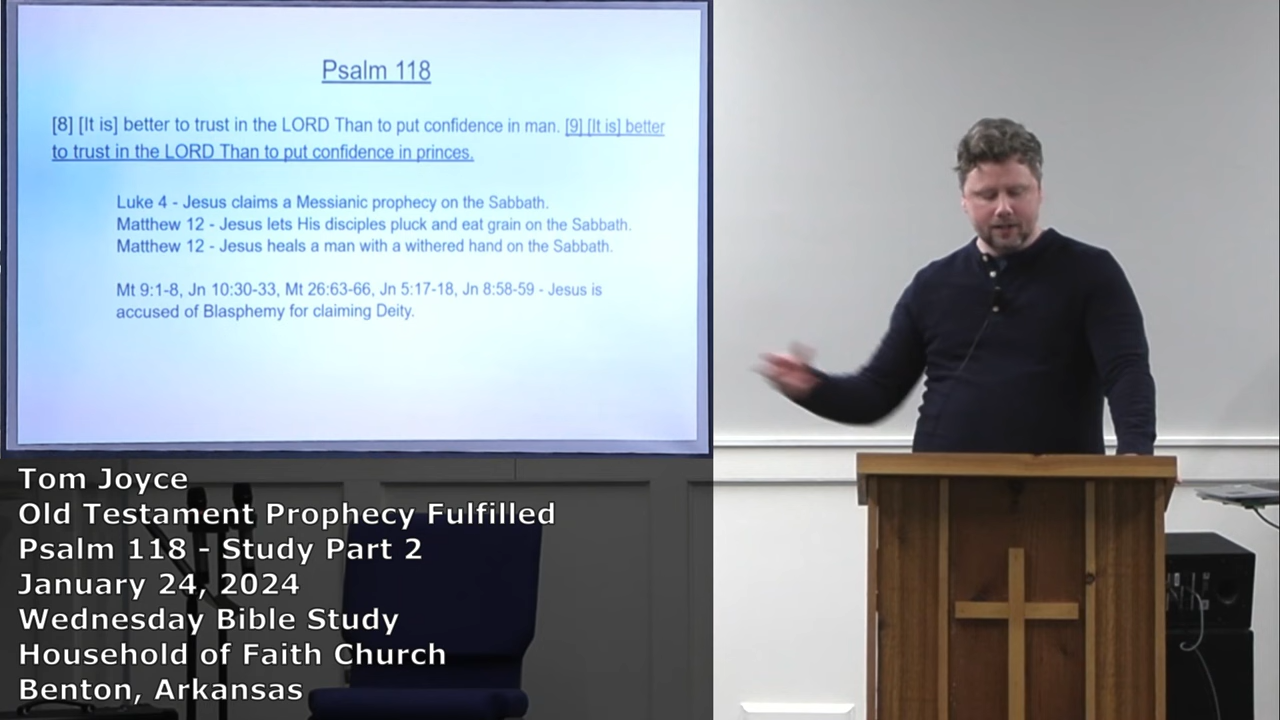 Psalm 118
[8] [It is] better to trust in the LORD Than to put confidence in man. [9] [It is] better
to trust in the LORD Than to put confidence in princes.
Luke 4 - Jesus claims a Messianic prophecy on the Sabbath.
Matthew 12 - Jesus lets His disciples pluck and eat grain on the Sabbath.
Matthew 12 - Jesus heals a man with a withered hand on the Sabbath.
Mt 9:1-8, Jn 10:30-33, Mt 26:63-66, Jn 5:17-18, Jn 8:58-59 - Jesus is
accused of Blasphemy for claiming Deity.
Tom Joyce
Old Testament Prophecy Fulfilled
Psalm 118 - Study Part 2
January 24, 2024
Wednesday Bible Study
Household of Faith Church
Benton, Arkansas